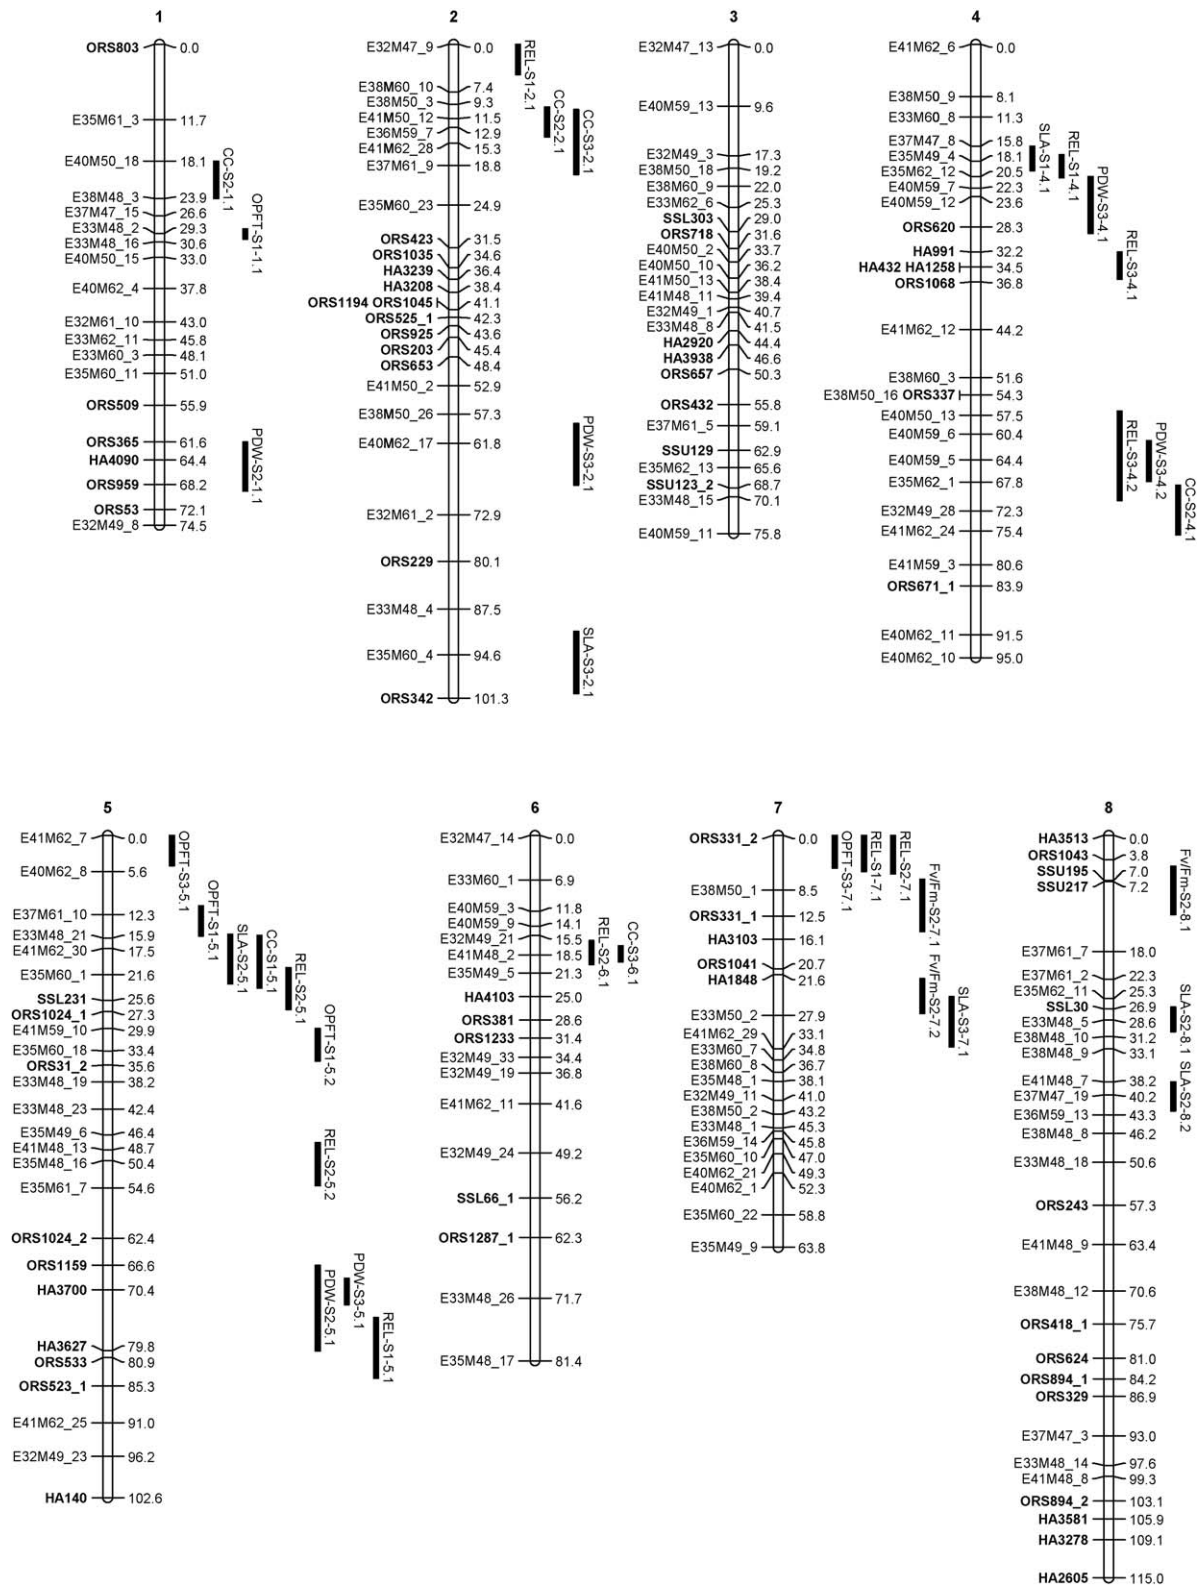 1
ORS803 0.0
E35M61_3 11.7
E40M50_18 18.1
E38M48_3 23.9
E37M47_15 26.6
E33M48_2 29.3
E33M48_16 30.6
E40M50_15 33.0
E40M62_4 37.8
E32M61_10 43.0
E33M62_11 45.8
E33M60_3 48.1
E35M60_11 51.0
ORS509 55.9
ORS365 61.6
HA4090 64.4
ORS959 68.2
ORS53 72.1
E32M49_8 74.5
CC-S2-1.1
OPFT-S1-1.1
PDW-S2-1.1
2
E32M47_9 0.0
E38M60_10 7.4
E38M50_3 9.3
E41M50_12 11.5
E36M59_7 12.9
E41M62_28 15.3
E37M61_9 18.8
E35M60_23 24.9
ORS423 31.5
ORS1035 34.6
HA3239 36.4
HA3208 38.4
ORS1194 ORS1045 41.1
ORS525_1 42.3
ORS925 43.6
ORS203 45.4
ORS653 48.4
E41M50_2 52.9
E38M50_26 57.3
E40M62_17 61.8
E32M61_2 72.9
ORS229 80.1
E33M48_4 87.5
E35M60_4 94.6
ORS342 101.3
REL-S1-2.1
CC-S2-2.1
CC-S3-2.1
PDW-S3-2.1
SLA-S3-2.1
3
E32M47_13 0.0
E40M59_13 9.6
E32M49_3 17.3
E38M50_18 19.2
E38M60_9 22.0
E33M62_6 25.3
SSL303 29.0
ORS718 31.6
E40M50_2 33.7
E40M50_10 36.2
E41M50_13 38.4
E41M48_11 39.4
E32M49_1 40.7
E33M48_8 41.5
HA2920 44.4
HA3938 46.6
ORS657 50.3
ORS432 55.8
E37M61_5 59.1
SSU129 62.9
E35M62_13 65.6
SSU123_2 68.7
E33M48_15 70.1
E40M59_11 75.8
4
E41M62_6 0.0
E38M50_9 8.1
E33M60_8 11.3
E37M47_8 15.8
E35M49_4 18.1
E35M62_12 20.5
E40M59_7 22.3
E40M59_12 23.6
ORS620 28.3
HA991 32.2
HA432 HA1258 34.5
ORS1068 36.8
E41M62_12 44.2
E38M60_3 51.6
E38M50_16 ORS337 54.3
E40M50_13 57.5
E40M59_6 60.4
E40M59_5 64.4
E35M62_1 67.8
E32M49_28 72.3
E41M62_24 75.4
E41M59_3 80.6
ORS671_1 83.9
E40M62_11 91.5
E40M62_10 95.0
SLA-S1-4.1
REL-S1-4.1
PDW-S3-4.1
REL-S3-4.1
REL-S3-4.2
PDW-S3-4.2
CC-S2-4.1
5
E41M62_7 0.0
E40M62_8 5.6
E37M61_10 12.3
E33M48_21 15.9
E41M62_30 17.5
E35M60_1 21.6
SSL231 25.6
ORS1024_1 27.3
E41M59_10 29.9
E35M60_18 33.4
ORS31_2 35.6
E33M48_19 38.2
E33M48_23 42.4
E35M49_6 46.4
E41M48_13 48.7
E35M48_16 50.4
E35M61_7 54.6
ORS1024_2 62.4
ORS1159 66.6
HA3700 70.4
HA3627 79.8
ORS533 80.9
ORS523_1 85.3
E41M62_25 91.0
E32M49_23 96.2
HA140 102.6
OPFT-S3-5.1
OPFT-S1-5.1
SLA-S2-5.1
CC-S1-5.1
REL-S2-5.1
OPFT-S1-5.2
REL-S2-5.2
PDW-S2-5.1
PDW-S3-5.1
REL-S1-5.1
6
E32M47_14 0.0
E33M60_1 6.9
E40M59_3 11.8
E40M59_9 14.1
E32M49_21 15.5
E41M48_2 18.5
E35M49_5 21.3
HA4103 25.0
ORS381 28.6
ORS1233 31.4
E32M49_33 34.4
E32M49_19 36.8
E41M62_11 41.6
E32M49_24 49.2
SSL66_1 56.2
ORS1287_1 62.3
E33M48_26 71.7
E35M48_17 81.4
REL-S2-6.1
CC-S3-6.1
7
ORS331_2 0.0
E38M50_1 8.5
ORS331_1 12.5
HA3103 16.1
ORS1041 20.7
HA1848 21.6
E33M50_2 27.9
E41M62_29 33.1
E33M60_7 34.8
E38M60_8 36.7
E35M48_1 38.1
E32M49_11 41.0
E38M50_2 43.2
E33M48_1 45.3
E36M59_14 45.8
E35M60_10 47.0
E40M62_21 49.3
E40M62_1 52.3
E35M60_22 58.8
E35M49_9 63.8
OPFT-S3-7.1
REL-S1-7.1
REL-S2-7.1
Fv/Fm-S2-7.1
Fv/Fm-S2-7.2
SLA-S3-7.1
8
HA3513 0.0
ORS1043 3.8
SSU195 7.0
SSU217 7.2
E37M61_7 18.0
E37M61_2 22.3
E35M62_11 25.3
SSL30 26.9
E33M48_5 28.6
E38M48_10 31.2
E38M48_9 33.1
E41M48_7 38.2
E37M47_19 40.2
E36M59_13 43.3
E38M48_8 46.2
E33M48_18 50.6
ORS243 57.3
E41M48_9 63.4
E38M48_12 70.6
ORS418_1 75.7
ORS624 81.0
ORS894_1 84.2
ORS329 86.9
E37M47_3 93.0
E33M48_14 97.6
E41M48_8 99.3
ORS894_2 103.1
HA3581 105.9
HA3278 109.1
HA2605 115.0
Fv/Fm-S2-8.1
SLA-S2-8.1
SLA-S2-8.2